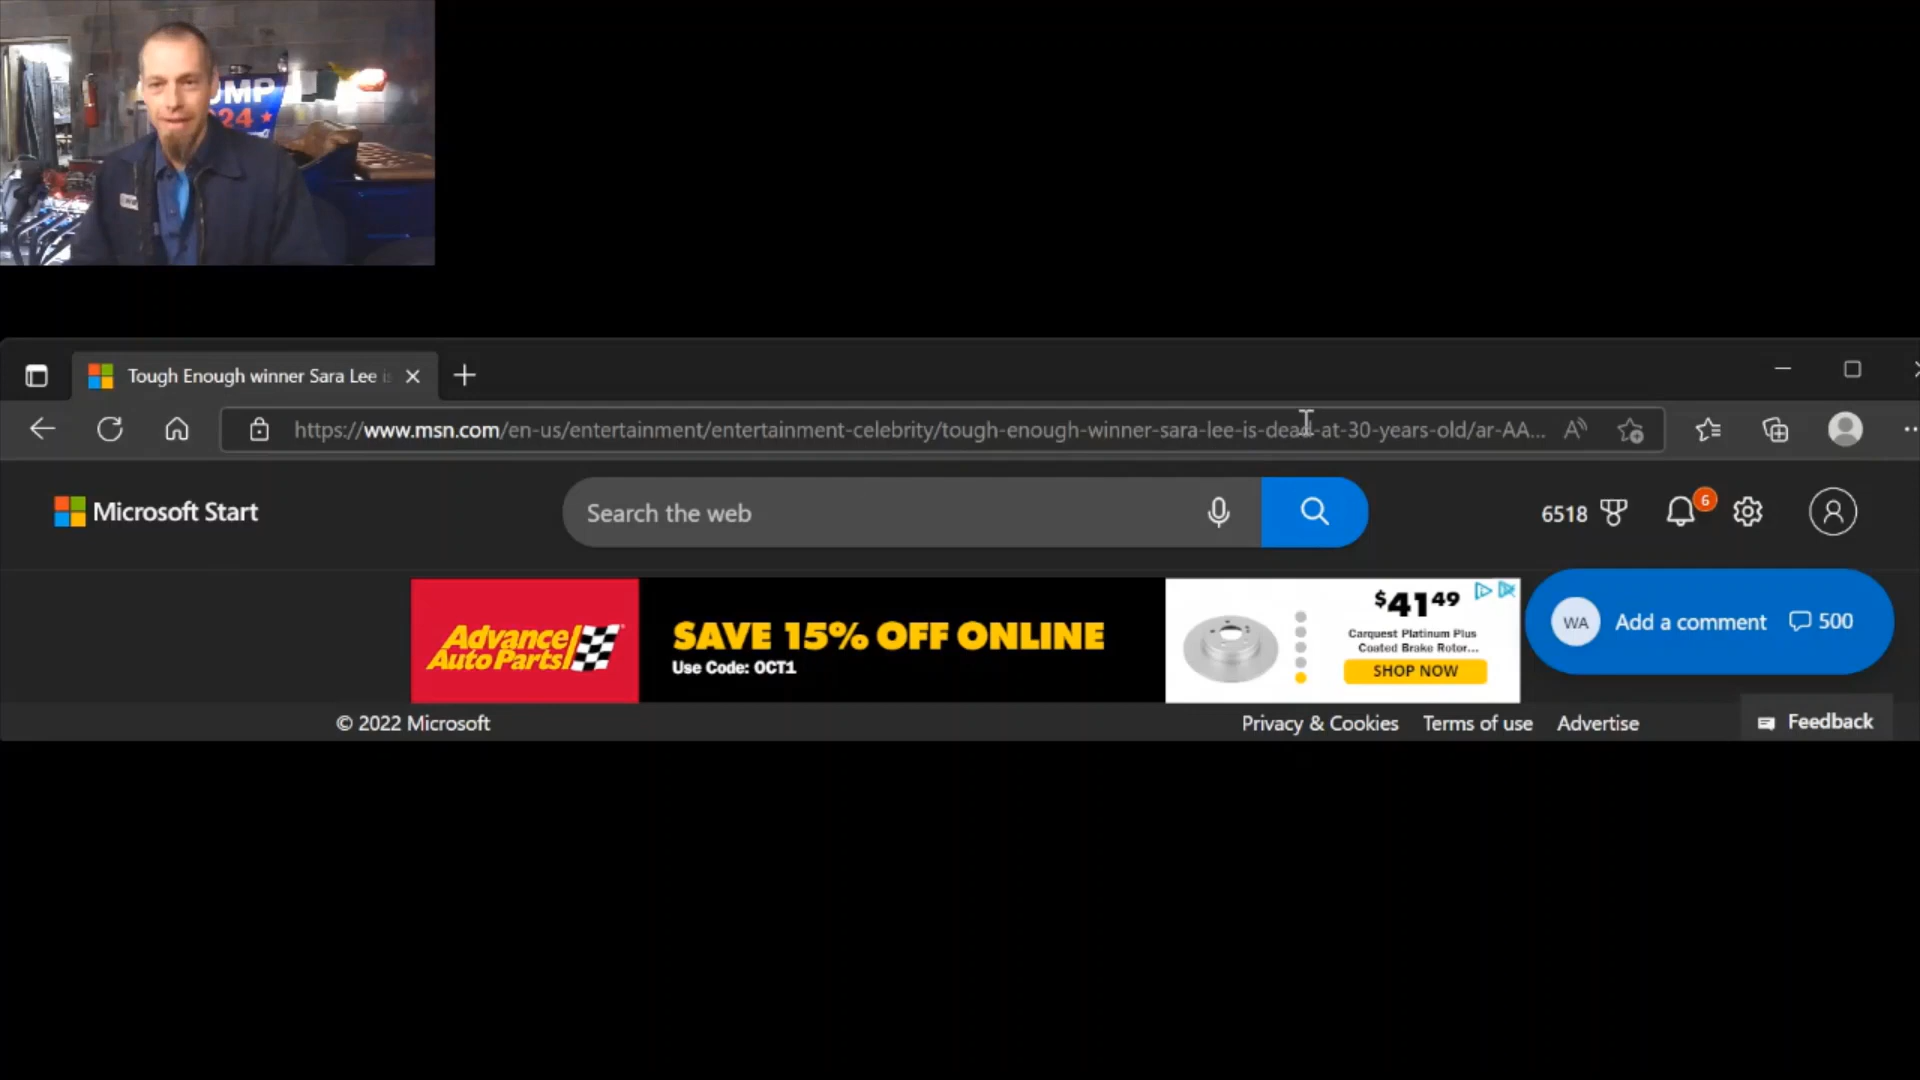 UMP
24
Tough Enough winner Sara Lee
https://www.msn.com/en-us/entertainment/entertainment-celebrity/tough-enough-winner-sara-lee-is-dead-at-30-years-old/ar-AA...
Microsoft Start
Search the web
6518
6
Advance
Auto Parts
SAVE 15% OFF ONLINE
Use Code: OCT1
$41 49
Carquest Platinum Plus
Coated Brake Rotor...
SHOP NOW
WA
Add a comment
500
© 2022 Microsoft
Privacy & Cookies
Terms of use
Advertise
Feedback